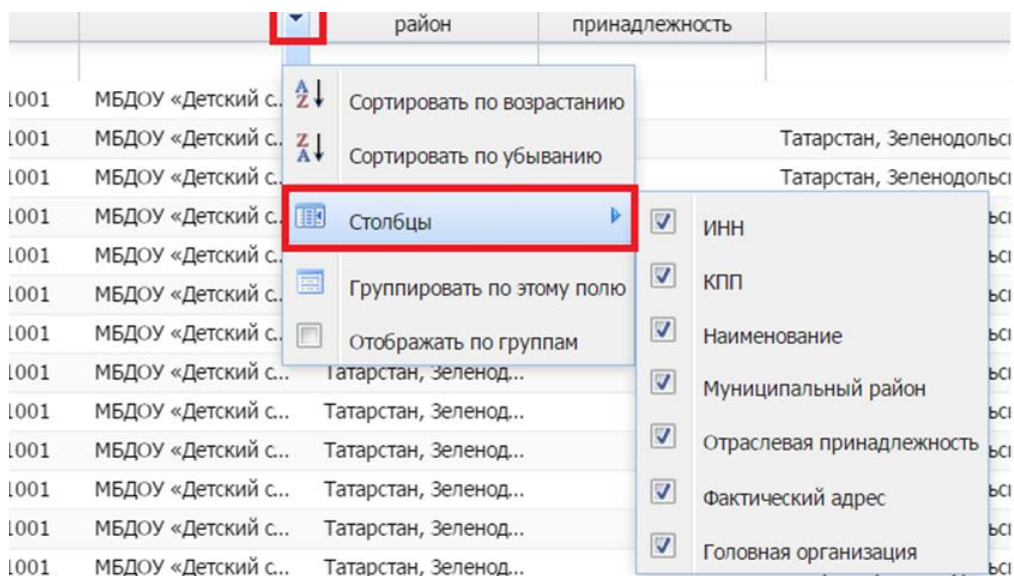 район принадлежность
1001 МБДОУ «Детский с...
Сортировать по возрастанию
1001 МБДОУ «Детский с... Татарстан, Зеленодольс
Сортировать по убыванию
1001 МБДОУ «Детский с... Татарстан, Зеленодольс
1001 МБДОУ «Детский с...
Столбцы
ИНН
1001 МБДОУ «Детский с...
КПП
1001 МБДОУ «Детский с...
Группировать по этому полю
1001 МБДОУ «Детский с...
Наименование
Отображать по группам
1001 МБДОУ «Детский с... Татарстан, Зеленод...
Муниципальный район
1001 МБДОУ «Детский с... Татарстан, Зеленод...
1001 МБДОУ «Детский с... Татарстан, Зеленод...
Отраслевая принадлежность
1001 МБДОУ «Детский с... Татарстан, Зеленод...
Фактический адрес
1001 МБДОУ «Детский с... Татарстан, Зеленод...
Головная организация
1001 МБДОУ «Детский с... Татарстан, Зеленод...